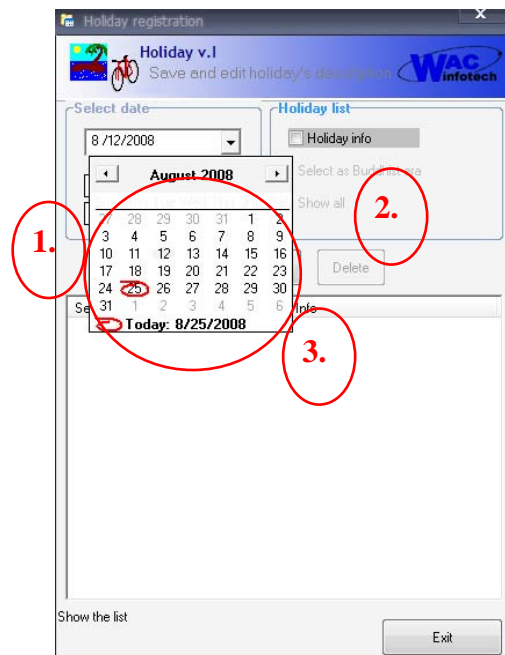 Holiday registration
x
Holiday v.I
Save and edit holiday's description
WAC
infotech
Select date
8 /12/2008
August 2008
27 28 29 30 31 1 2
3 4 5 6 7 8 9
10 11 12 13 14 15 16
17 18 19 20 21 22 23
24 25 26 27 28 29 30
31 1 2 3 4 5 6
Today: 8/25/2008
Holiday list
Holiday info
Select as Buddhist era
Show all
1.
2.
Delete
Info
3.
Show the list
Exit